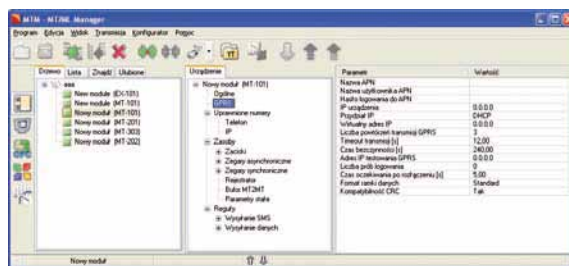 MTM - MT/ML Manager
Program Edycja Widok Transmisja Konfigurator Pomoc
Drzewo Lista Znajdź Ulubione
New module (EX-101)
New module (MT-101)
Nowy moduł (MT-101)
Nowy moduł (MT-201)
Nowy moduł (MT-303)
Nowy moduł (MT-202)
Urządzenie
Nowy moduł (MT-101)
Ogólne
GPRS
Uprawnione numery
Telefon
IP
Zasoby
Zaciski
Zegary asynchroniczne
Zegary synchroniczne
Rejestrator
Bufor MT2MT
Parametry stałe
Reguły
Wysyłanie SMS
Wysyłanie danych
Parametr Wartość
Nazwa APN
Nazwa użytkownika APN
Hasło logowania do APN
IP urządzenia 0.0.0.0
Przydział IP DHCP
Wirtualny adres IP 0.0.0.0
Liczba powtórzeń transmisji GPRS 3
Timeout transmisji [s] 12,00
Czas bezczynności [s] 240,00
Adres IP testowania GPRS 0.0.0.0
Liczba prób logowania 0
Czas oczekiwania po rozłączeniu [s] 5,00
Format ramki danych Standard
Kompatybilność CRC Tak
Nowy moduł